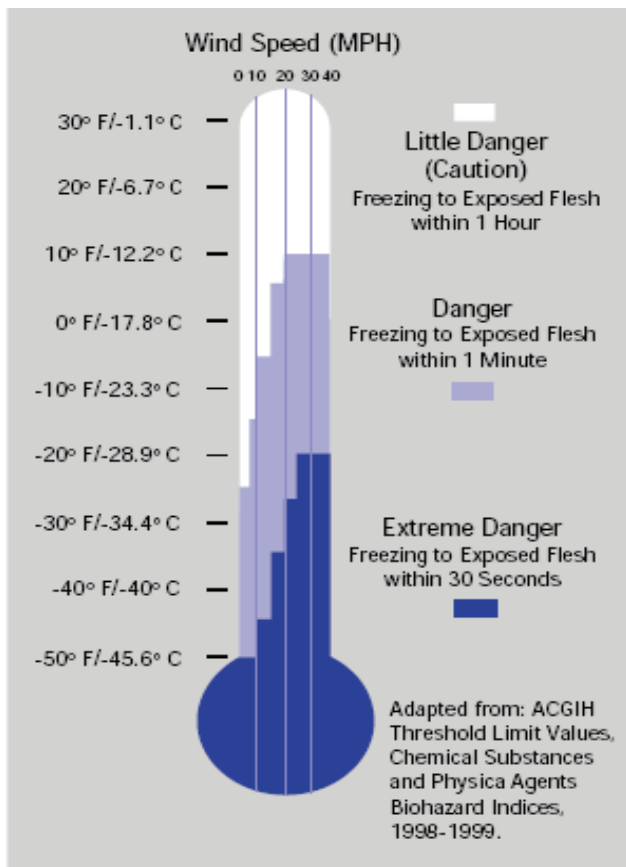 Wind Speed (MPH)
0 10 20 30 40
30° F/-1.1° C
20° F/-6.7° C
10° F/-12.2° C
0° F/-17.8° C
-10° F/-23.3° C
-20° F/-28.9° C
-30° F/-34.4° C
-40° F/-40° C
-50° F/-45.6° C
Little Danger
(Caution)
Freezing to Exposed Flesh
within 1 Hour
Danger
Freezing to Exposed Flesh
within 1 Minute
Extreme Danger
Freezing to Exposed Flesh
within 30 Seconds
Adapted from: ACGIH
Threshold Limit Values,
Chemical Substances
and Physica Agents
Biohazard Indices,
1998-1999.